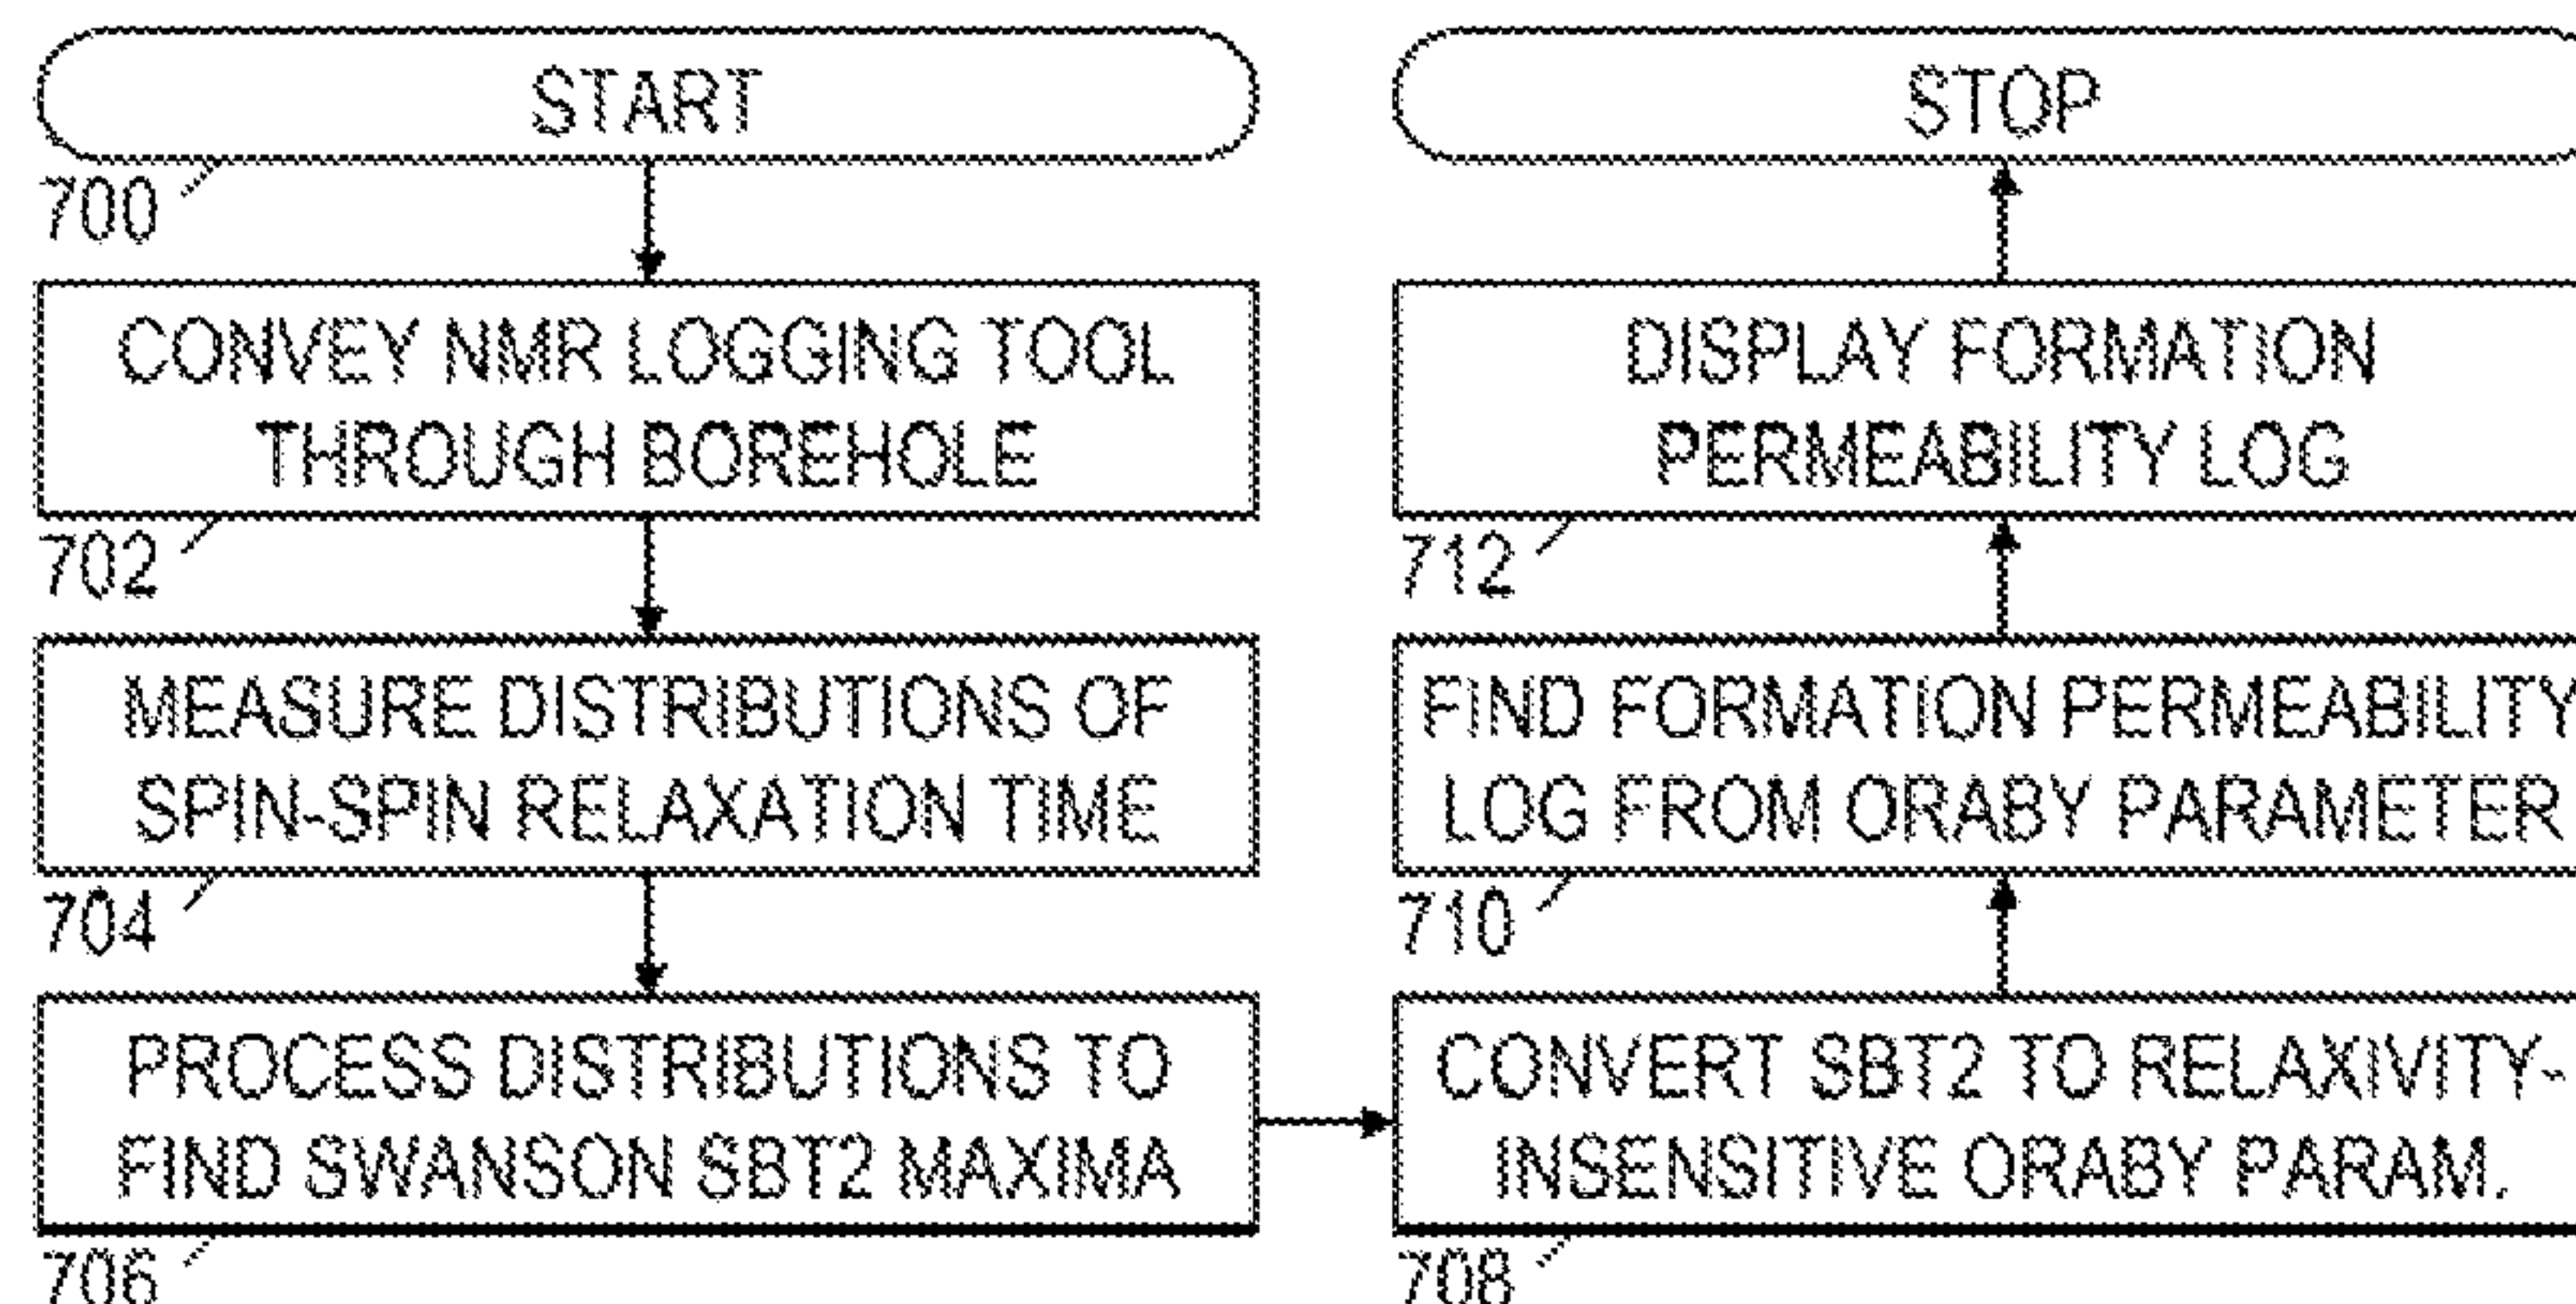 START
700
CONVEY NMR LOGGING TOOL
THROUGH BOREHOLE
702
MEASURE DISTRIBUTIONS OF
SPIN-SPIN RELAXATION TIME
704
PROCESS DISTRIBUTIONS TO
FIND SWANSON SBT2 MAXIMA
706
CONVERT SBT2 TO RELAXIVITY-
INSENSITIVE ORABY PARAM.
708
FIND FORMATION PERMEABILITY
LOG FROM ORABY PARAMETER
710
DISPLAY FORMATION
PERMEABILITY LOG
712
STOP